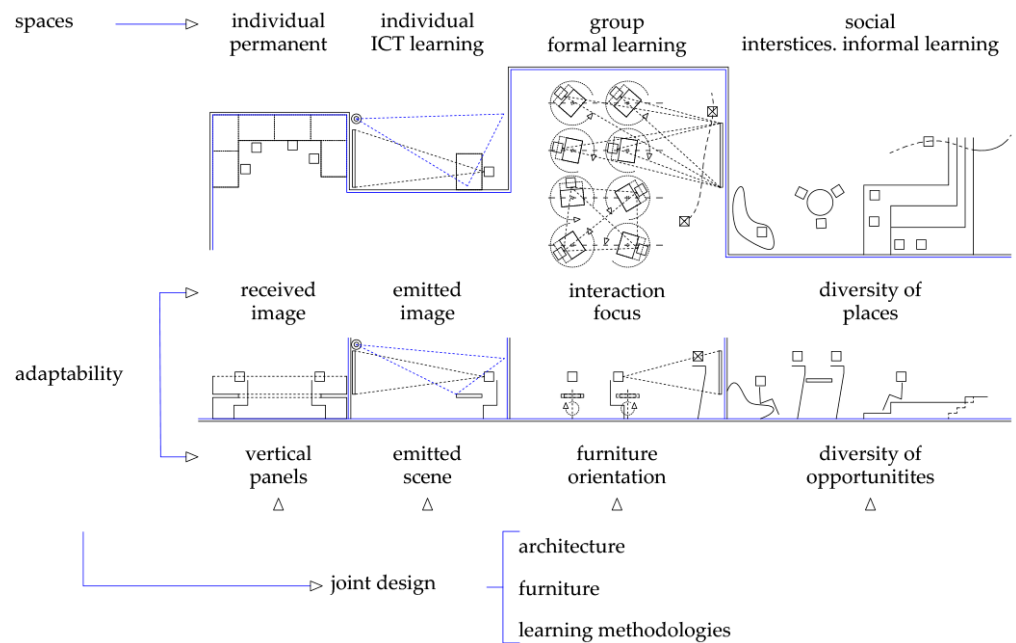 spaces
individual
permanent
individual
ICT learning
group
formal learning
social
interstices. informal learning
received
image
emitted
image
interaction
focus
diversity of
places
adaptability
vertical
panels
emitted
scene
furniture
orientation
diversity of
opportunitites
joint design
architecture
furniture
learning methodologies